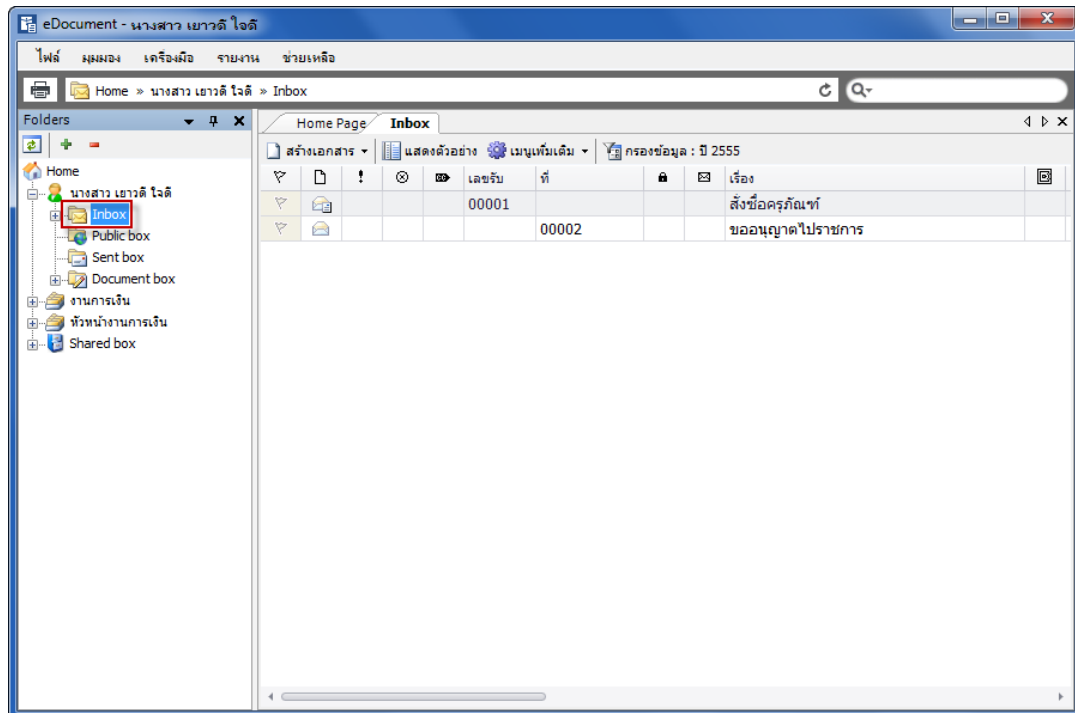 eDocument - นางสาว เยาวดี ใจดี
ไฟล์ มุมมอง เครื่องมือ รายงาน ช่วยเหลือ
Home » นางสาว เยาวดี ใจดี » Inbox
Folders
Home Page Inbox
สร้างเอกสาร แสดงตัวอย่าง เมนูเพิ่มเติม กรองข้อมูล : ปี 2555
Home
นางสาว เยาวดี ใจดี
Inbox
Public box
Sent box
Document box
งานการเงิน
หัวหน้างานการเงิน
Shared box
เลขรับ ที่ เรื่อง
00001 สั่งซื้อครุภัณฑ์
00002 ขออนุญาตไปราชการ